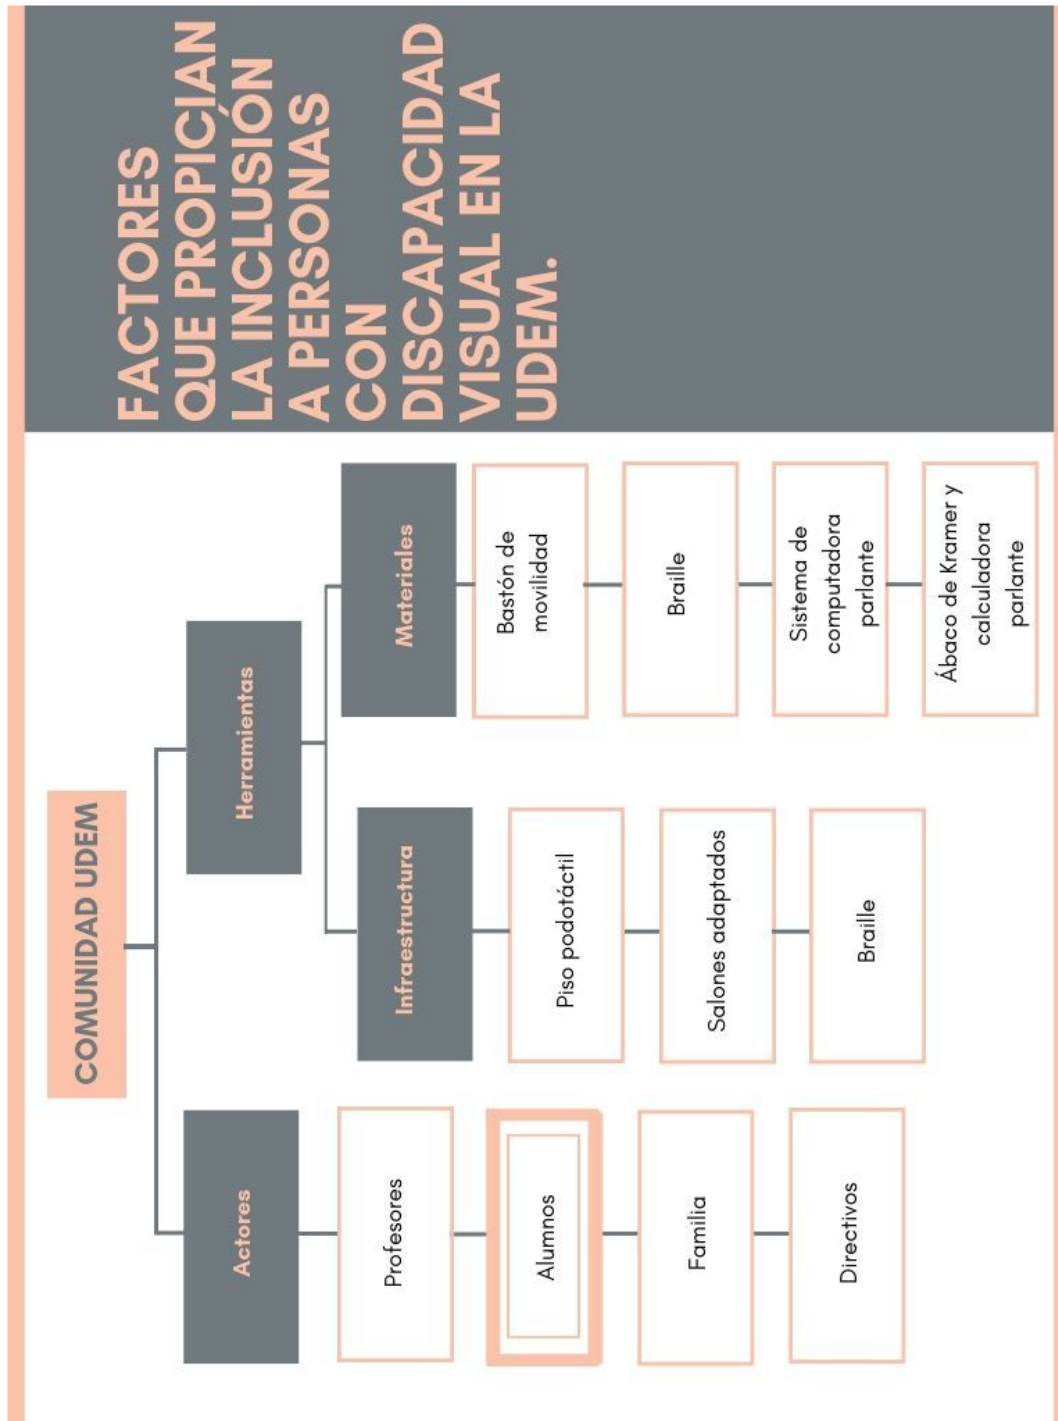 FACTORES
QUE PROPICIAN
LA INCLUSIÓN
A PERSONAS
CON
DISCAPACIDAD
VISUAL EN LA
UDEM.
COMUNIDAD UDEM
Actores
Profesores
Alumnos
Familia
Directivos
Herramientas
Infraestructura
Piso podotáctil
Salones adaptados
Braille
Materiales
Bastón de
movilidad
Braille
Sistema de
computadora
parlante
Ábaco de Kramer y
calculadora
parlante